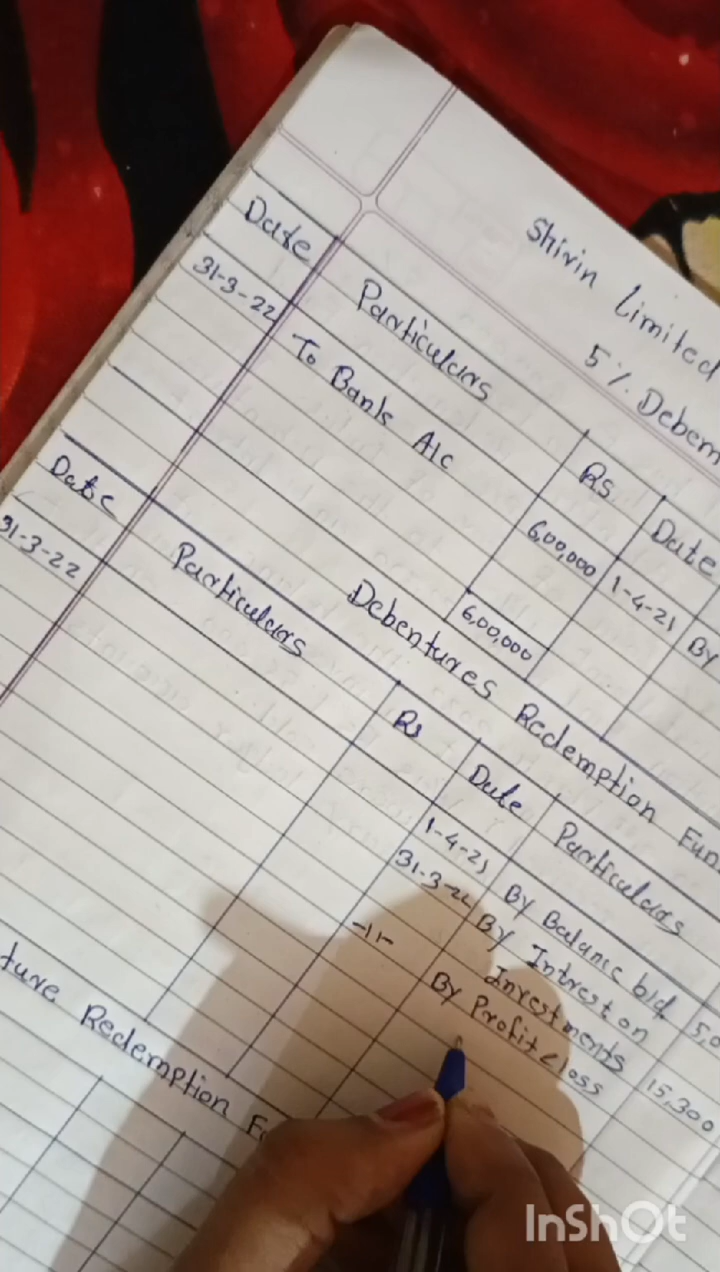 Shivin Limited
5%. Deben
Date Particulars Rs Date
31-3-22 To Bank A/c 6,00,000 1-4-21 By
6,00,000
Debentures Redemption Fun
Date Particulars Rs Date Particulars
31-3-22 1-4-21 By Balance b/d 5,0
31-3-22 By Intrest on
Investments 15,300
-11- By Profit & loss
ture Redemption F
InShOt